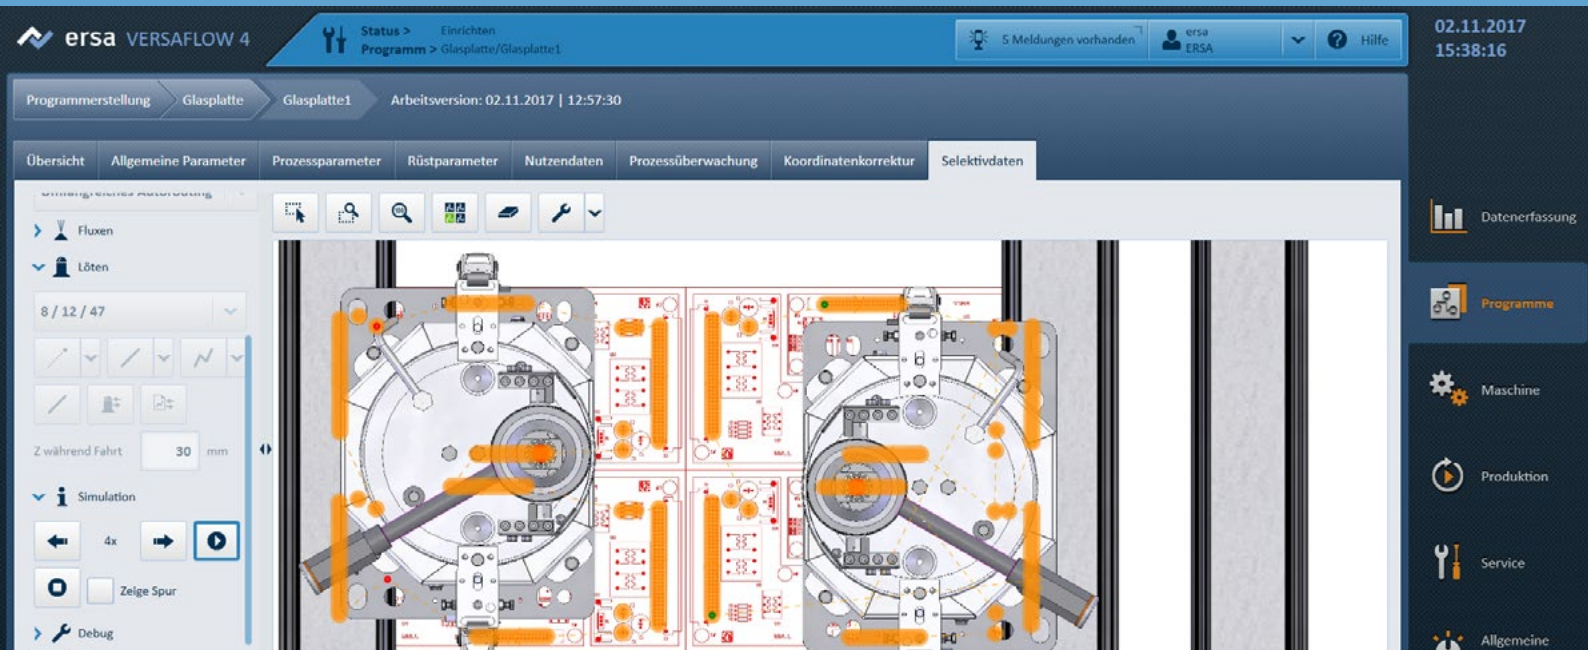 ersa VERSAFLOW 4
Status > Einrichten
Programm > Glasplatte/Glasplatte1
5 Meldungen vorhanden
ersa
ERSA
Hilfe
02.11.2017
15:38:16
Programmerstellung Glasplatte Glasplatte1 Arbeitsversion: 02.11.2017 | 12:57:30
Übersicht Allgemeine Parameter Prozessparameter Rüstparameter Nutzendaten Prozessüberwachung Koordinatenkorrektur Selektivdaten
Umfangreiches Autorouting
Fluxen
Löten
8 / 12 / 47
Z während Fahrt 30 mm
Simulation
4x
Zeige Spur
Debug
Datenerfassung
Programme
Maschine
Produktion
Service
Allgemeine